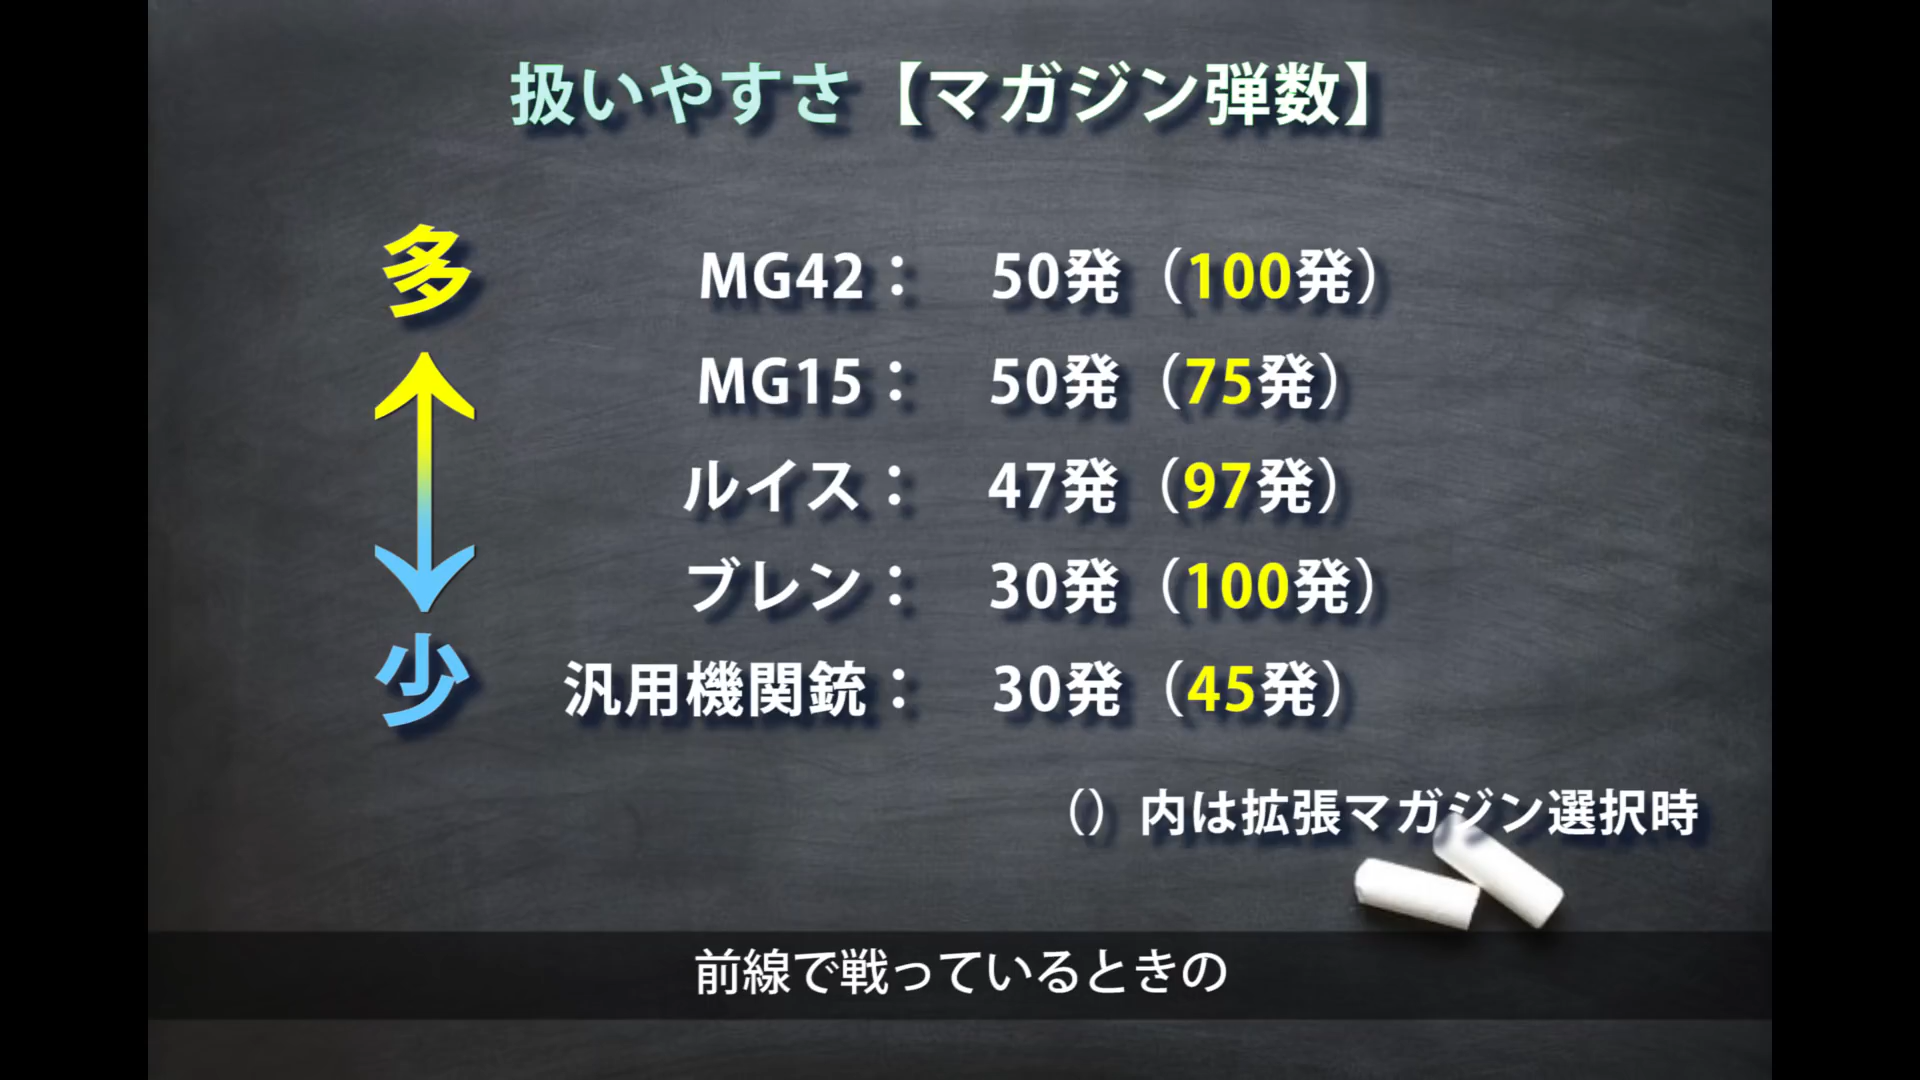 扱いやすさ【マガジン弾数】
多
MG42： 50発（100発）
MG15： 50発（75発）
ルイス： 47発（97発）
ブレン： 30発（100発）
汎用機関銃： 30発（45発）
少
（）内は拡張マガジン選択時
前線で戦っているときの